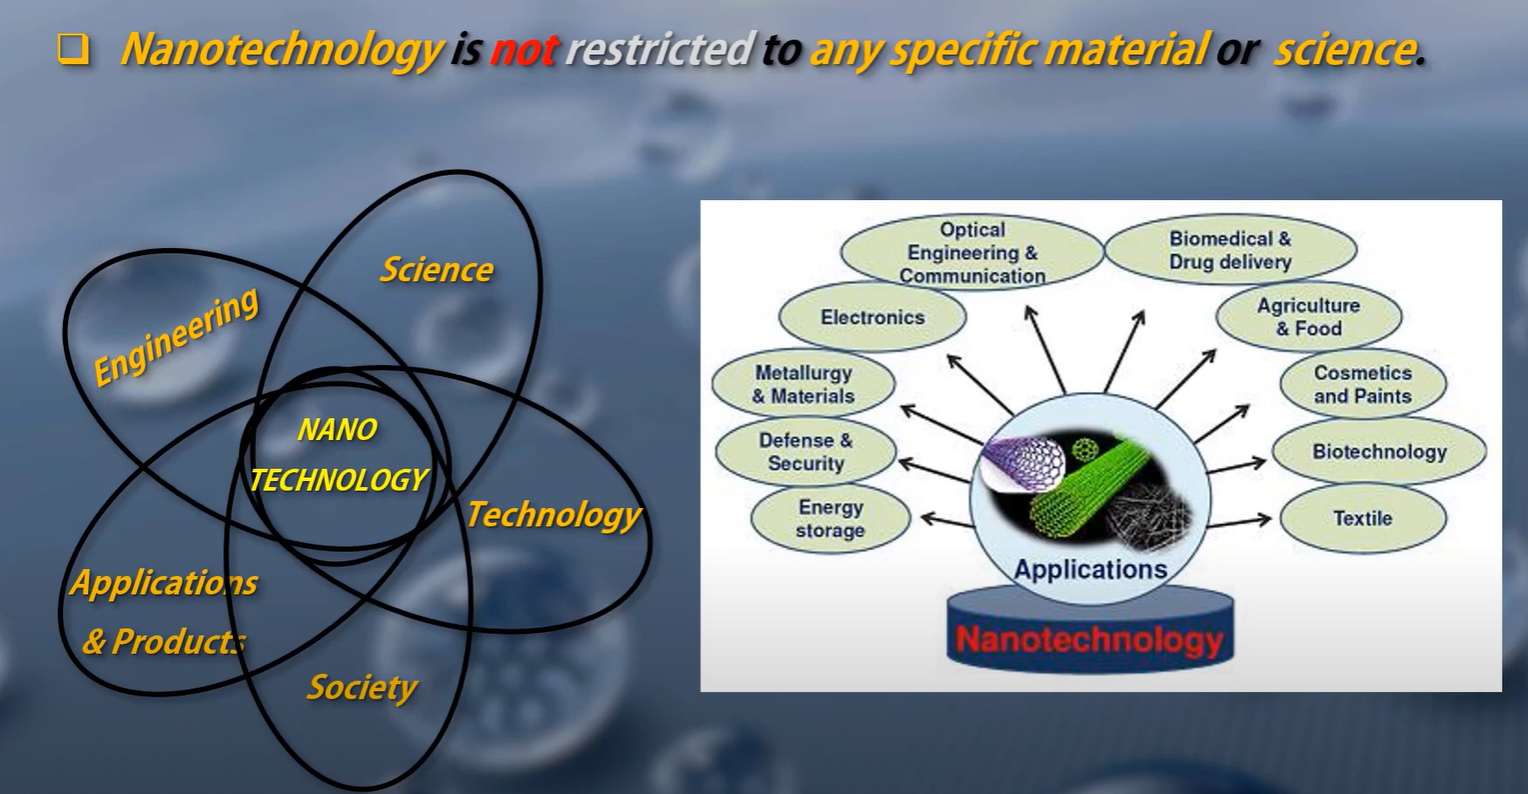 Nanotechnology is not restricted to any specific material or science.
Science
Engineering
NANO
TECHNOLOGY
Technology
Applications
& Products
Society
Optical
Engineering &
Communication
Biomedical &
Drug delivery
Electronics
Agriculture
& Food
Metallurgy
& Materials
Cosmetics
and Paints
Defense &
Security
Biotechnology
Energy
storage
Textile
Applications
Nanotechnology